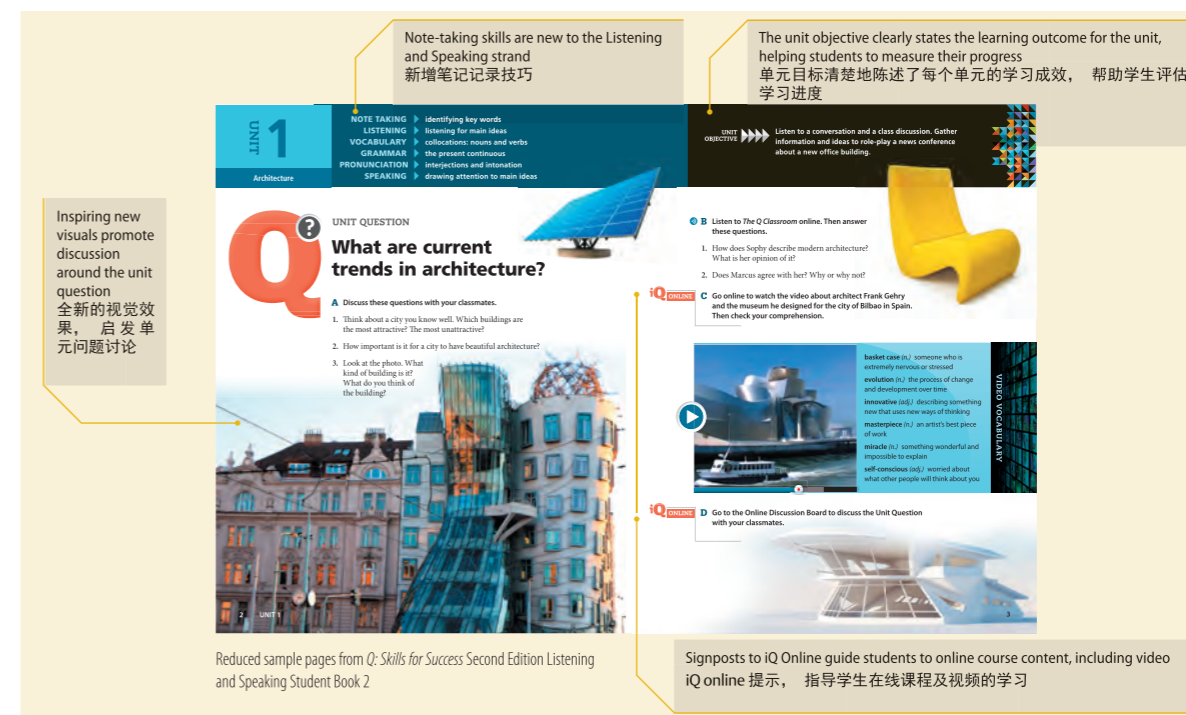 Note-taking skills are new to the Listening
and Speaking strand
新增笔记记录技巧
The unit objective clearly states the learning outcome for the unit,
helping students to measure their progress
单元目标清楚地陈述了每个单元的学习成效， 帮助学生评估
学习进度
UNIT 1
Architecture
NOTE TAKING ▶ identifying key words
LISTENING ▶ listening for main ideas
VOCABULARY ▶ collocations: nouns and verbs
GRAMMAR ▶ the present continuous
PRONUNCIATION ▶ interjections and intonation
SPEAKING ▶ drawing attention to main ideas
UNIT
OBJECTIVE
Listen to a conversation and a class discussion. Gather
information and ideas to role-play a news conference
about a new office building.
Inspiring new
visuals promote
discussion
around the unit
question
全新的视觉效
果， 启发单
元问题讨论
Q ?
UNIT QUESTION
What are current
trends in architecture?
A Discuss these questions with your classmates.
1. Think about a city you know well. Which buildings are
the most attractive? The most unattractive?
2. How important is it for a city to have beautiful architecture?
3. Look at the photo. What
kind of building is it?
What do you think of
the building?
2 UNIT 1
B Listen to The Q Classroom online. Then answer
these questions.
1. How does Sophy describe modern architecture?
What is her opinion of it?
2. Does Marcus agree with her? Why or why not?
iQ ONLINE
C Go online to watch the video about architect Frank Gehry
and the museum he designed for the city of Bilbao in Spain.
Then check your comprehension.
basket case (n.) someone who is
extremely nervous or stressed
evolution (n.) the process of change
and development over time
innovative (adj.) describing something
new that uses new ways of thinking
masterpiece (n.) an artist's best piece
of work
miracle (n.) something wonderful and
impossible to explain
self-conscious (adj.) worried about
what other people will think about you
VIDEO VOCABULARY
iQ ONLINE
D Go to the Online Discussion Board to discuss the Unit Question
with your classmates.
3
Reduced sample pages from Q: Skills for Success Second Edition Listening
and Speaking Student Book 2
Signposts to iQ Online guide students to online course content, including video
iQ online 提示， 指导学生在线课程及视频的学习